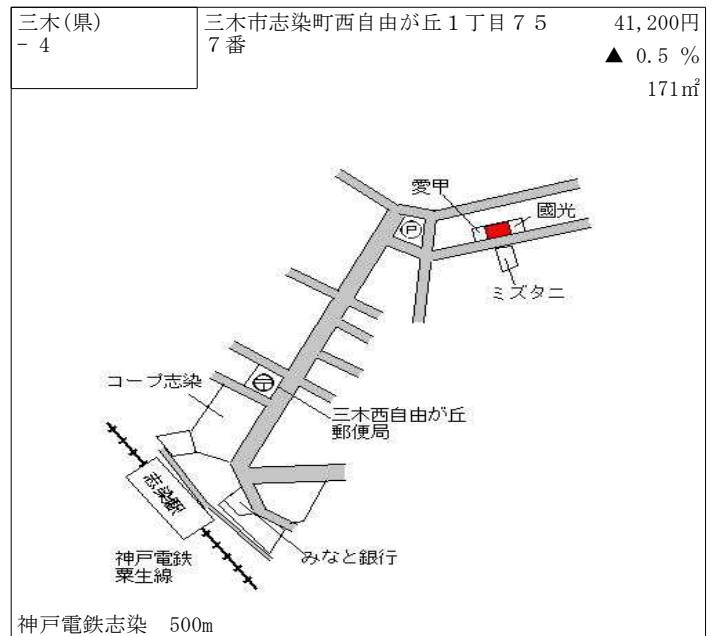 三木(県)
- 4
三木市志染町西自由が丘1丁目75
7番
41,200円
▲ 0.5 %
171㎡
愛甲
國光
P
ミズタニ
コープ志染
三木西自由が丘
郵便局
志染駅
みなと銀行
神戸電鉄
粟生線
神戸電鉄志染 500m